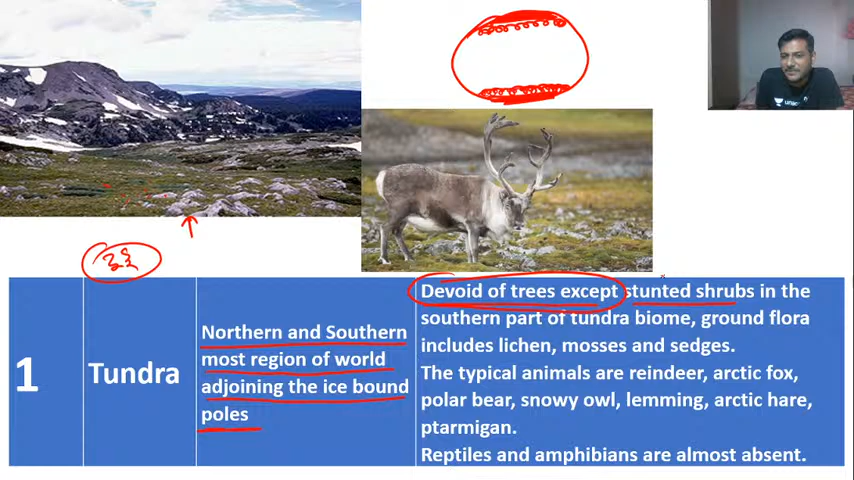 1
Tundra
Northern and Southern
most region of world
adjoining the ice bound
poles
Devoid of trees except stunted shrubs in the
southern part of tundra biome, ground flora
includes lichen, mosses and sedges.
The typical animals are reindeer, arctic fox,
polar bear, snowy owl, lemming, arctic hare,
ptarmigan.
Reptiles and amphibians are almost absent.